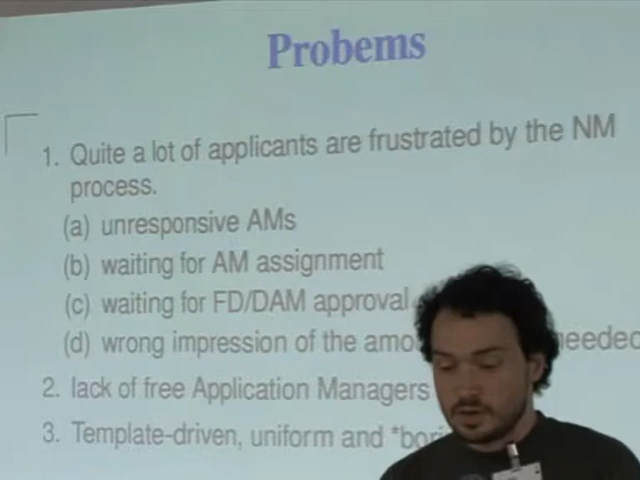 Probems
1. Quite a lot of applicants are frustrated by the NM
process.
(a) unresponsive AMs
(b) waiting for AM assignment
(c) waiting for FD/DAM approval
(d) wrong impression of the amo needed
2. lack of free Application Managers
3. Template-driven, uniform and *bori